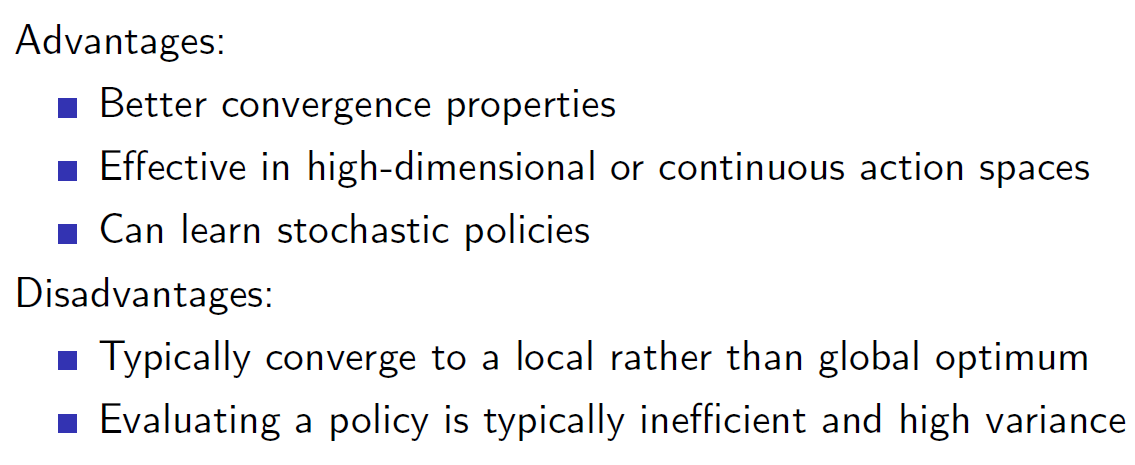 Advantages:
Better convergence properties
Effective in high-dimensional or continuous action spaces
Can learn stochastic policies
Disadvantages:
Typically converge to a local rather than global optimum
Evaluating a policy is typically inefficient and high variance